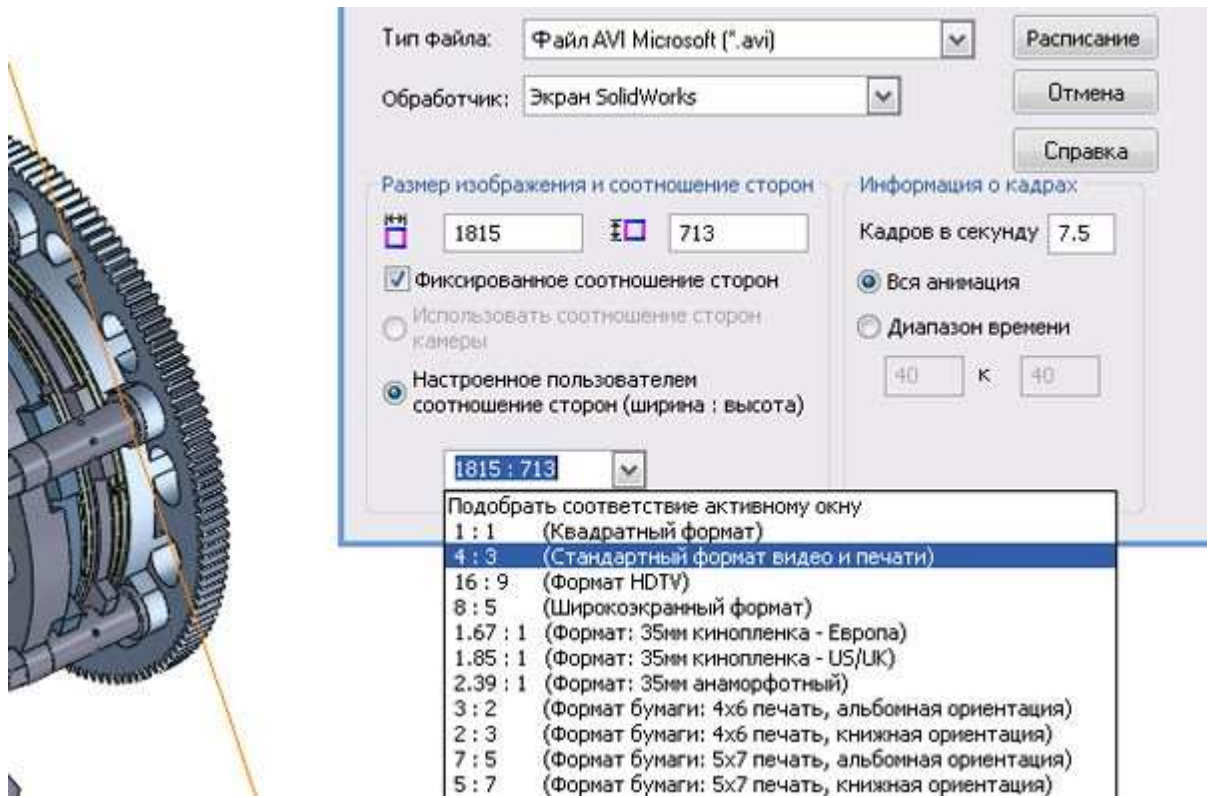 Тип файла: Файл AVI Microsoft (*.avi) Расписание
Обработчик: Экран SolidWorks Отмена
Справка
Размер изображения и соотношение сторон Информация о кадрах
1815 713 Кадров в секунду 7.5
Фиксированное соотношение сторон Вся анимация
Использовать соотношение сторон камеры Диапазон времени
40 к 40
Настроенное пользователем
соотношение сторон (ширина : высота)
1815 : 713
Подобрать соответствие активному окну
1 : 1 (Квадратный формат)
4 : 3 (Стандартный формат видео и печати)
16 : 9 (Формат HDTV)
8 : 5 (Широкоэкранный формат)
1.67 : 1 (Формат: 35мм кинопленка - Европа)
1.85 : 1 (Формат: 35мм кинопленка - US/UK)
2.39 : 1 (Формат: 35мм анаморфотный)
3 : 2 (Формат бумаги: 4x6 печать, альбомная ориентация)
2 : 3 (Формат бумаги: 4x6 печать, книжная ориентация)
7 : 5 (Формат бумаги: 5x7 печать, альбомная ориентация)
5 : 7 (Формат бумаги: 5x7 печать, книжная ориентация)